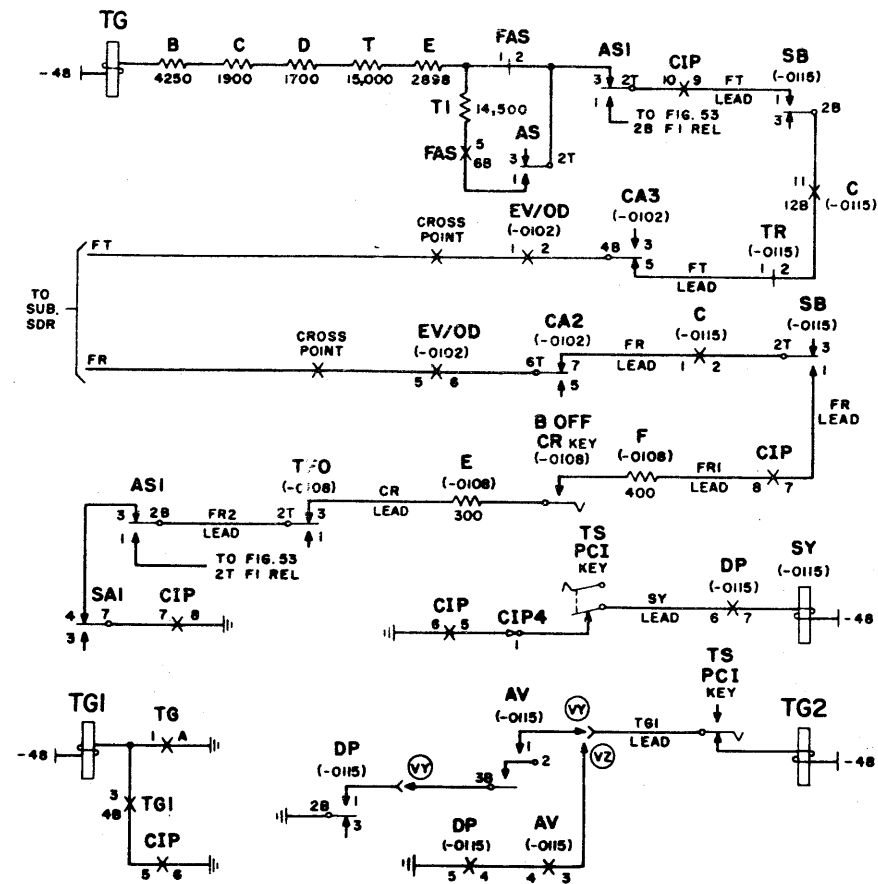 TG
B C D T E FAS
-48 4250 1900 1700 15,000 2898 1 2
AS1 CIP SB
(-0115)
3 2T 10 9 FT LEAD 1 2B
1 TO FIG. 53 2B F1 REL 3
T1 14,500
AS
FAS 5 6B 3 2T
1
11 C
12B (-0115)
CA3
(-0102)
CROSS POINT
EV/OD
(-0102)
TR
(-0115)
FT 1 2 4B 3 5 FT LEAD 1 2
TO SUB. SDR
SB
(-0115)
C
(-0115)
CA2
(-0102)
EV/OD
(-0102)
CROSS POINT
FR 5 6 6T 7 5 FR LEAD 1 2 2T 3 1
FR LEAD
B OFF CR KEY
(-0108)
F
(-0108)
CIP
400 FR1 LEAD 8 7
E
(-0108)
AS1
3 2B FR2 LEAD 2T 3 CR LEAD 300
1 1
TO FIG. 53 2T F1 REL
TS PCI KEY
DP
(-0115)
SY
(-0115)
SA1 CIP
4 7 7 8
3
CIP CIP4
6 5 1
SY LEAD 6 7 -48
TG1 TG
-48 1 A
3 4B TG1
CIP
5 6
AV
(-0115)
VY
TS PCI KEY
TG2
DP
(-0115)
VY
1 2 VZ TG1 LEAD -48
2B 1 3 3B
DP
(-0115)
AV
(-0115)
5 4 4 3